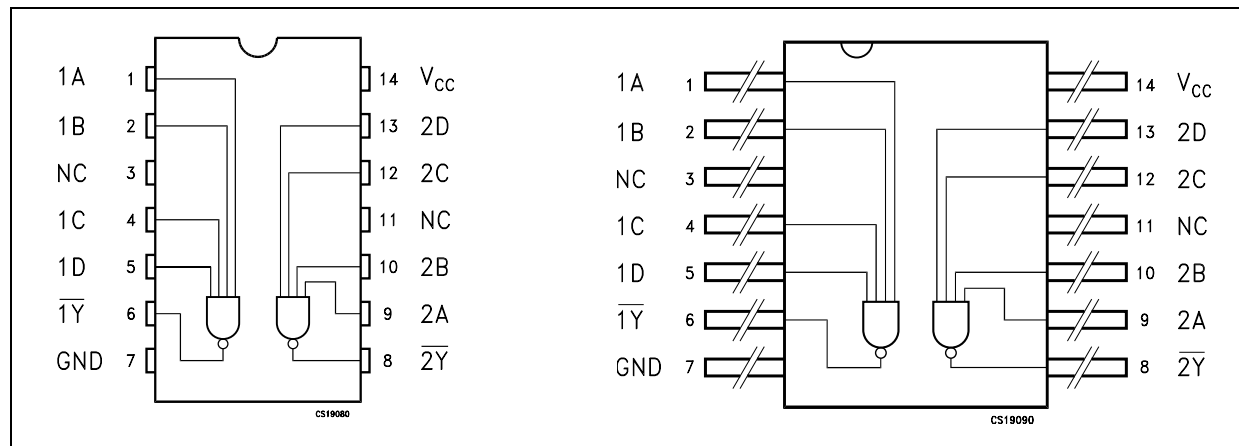 1A 1 14 V_CC
1B 2 13 2D
NC 3 12 2C
1C 4 11 NC
1D 5 10 2B
1Y̅ 6 9 2A
GND 7 8 2Y̅
CS19080
1A 1 14 V_CC
1B 2 13 2D
NC 3 12 2C
1C 4 11 NC
1D 5 10 2B
1Y̅ 6 9 2A
GND 7 8 2Y̅
CS19090